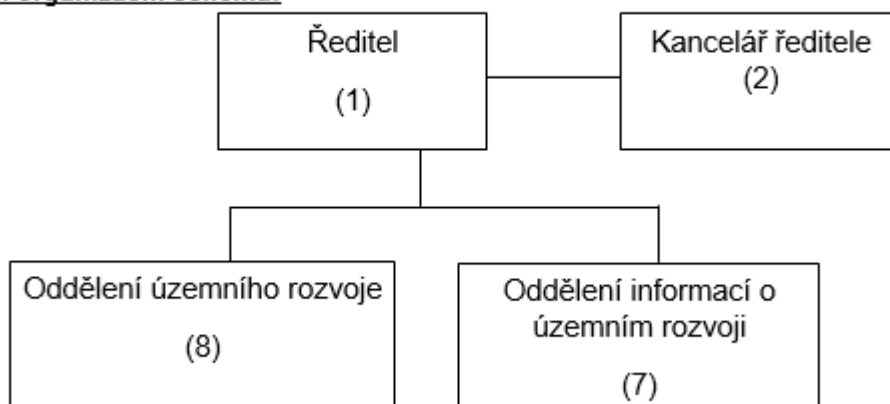 Ředitel
(1)
Kancelář ředitele
(2)
Oddělení územního rozvoje
(8)
Oddělení informací o
územním rozvoji
(7)